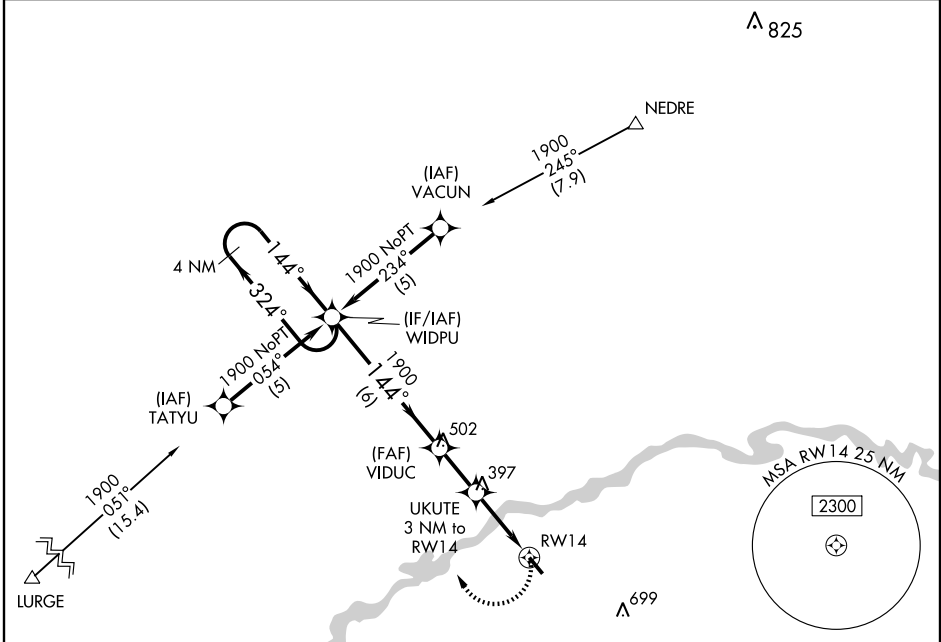 825
NEDRE
1900
245°
(7.9)
(IAF)
VACUN
1900 NoPT
234°
(5)
4 NM
144°
324°
(IF/IAF)
WIDPU
1900 NoPT
054°
(5)
(IAF)
TATYU
1900
144°
(6)
502
(FAF)
VIDUC
397
UKUTE
3 NM to
RW14
RW14
1900
051°
(15.4)
LURGE
699
MSA RW14 25 NM
2300